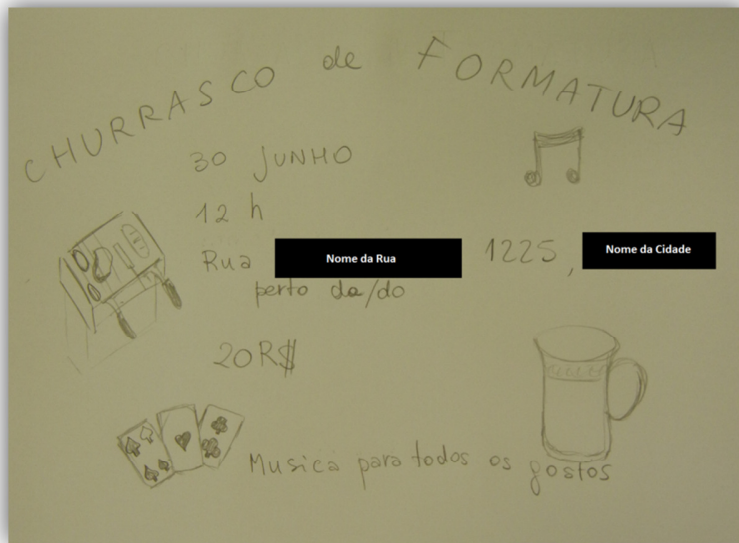 CHURRASCO de FORMATURA
30 JUNHO
12 h
Rua Nome da Rua 1225, Nome da Cidade
perto da/do
20R$
Musica para todos os gostos